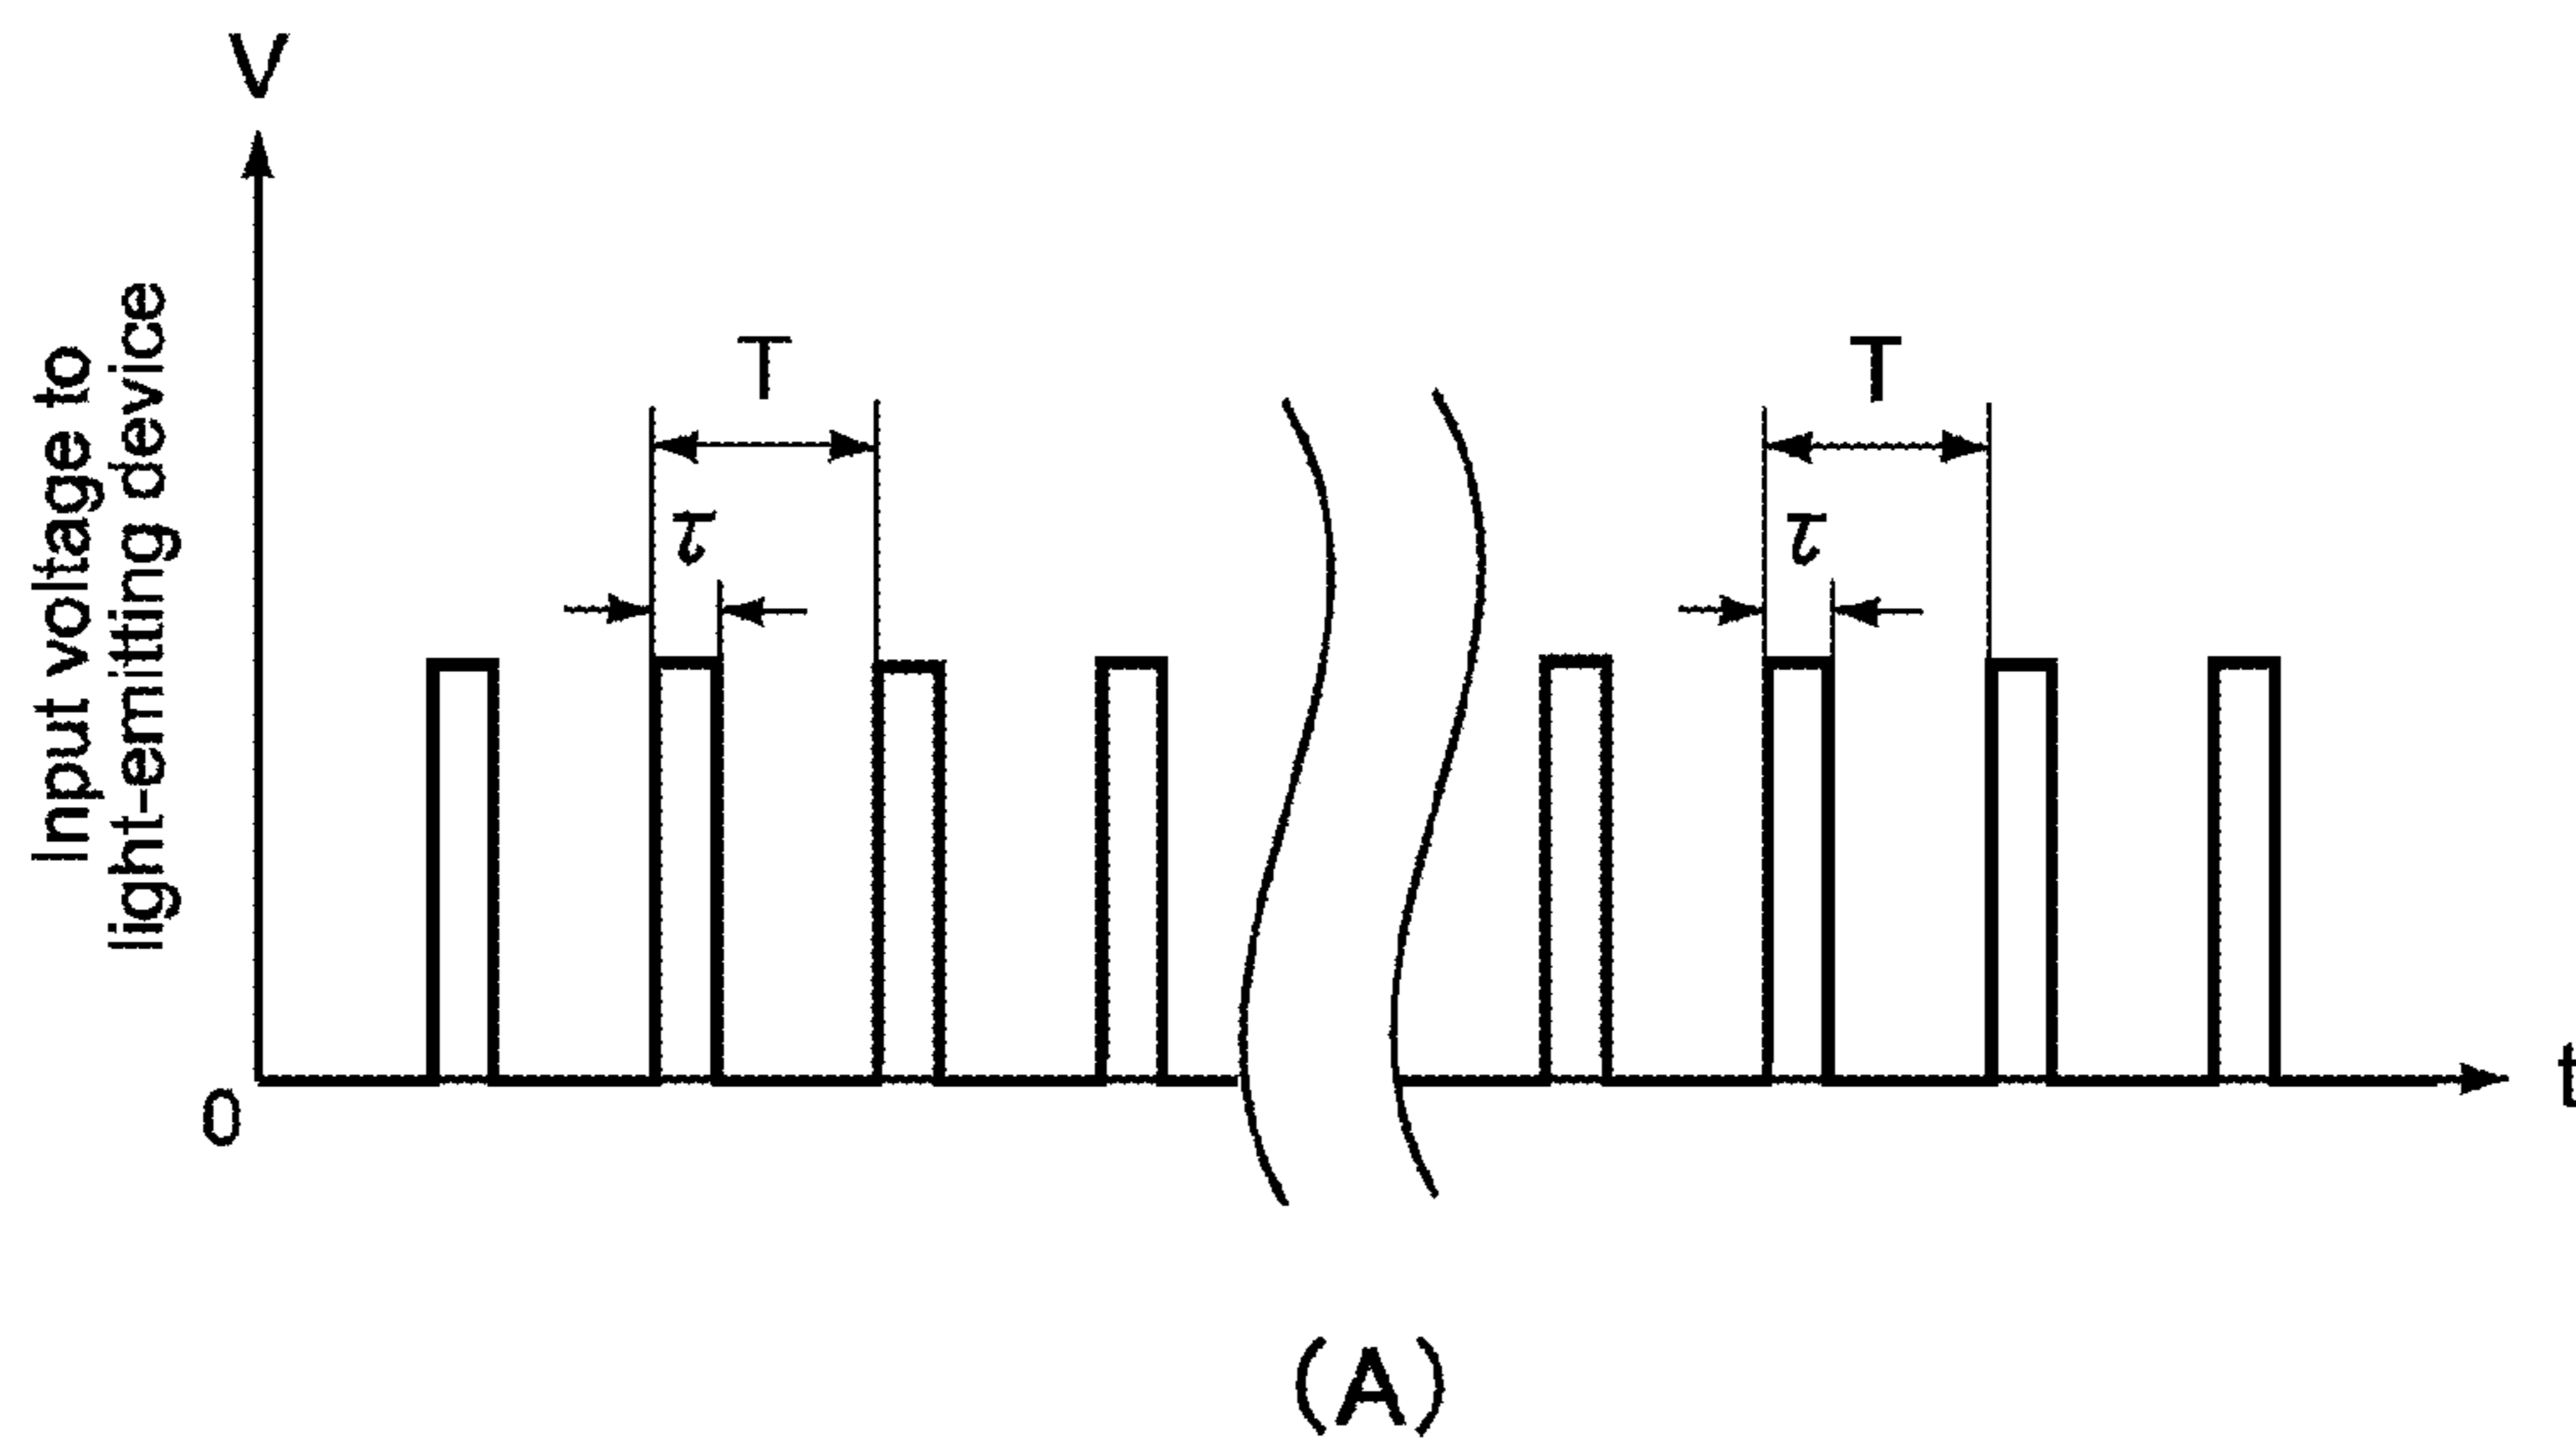 V
Input voltage to
light-emitting device
T
T
τ
τ
0
t
(A)